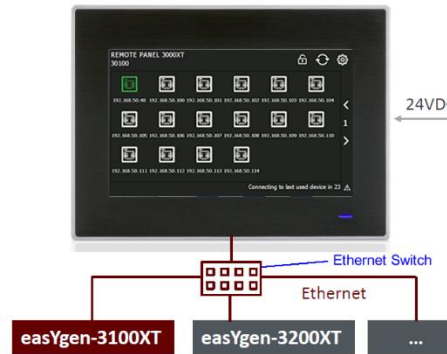 REMOTE PANEL 3000XT
30100
192.168.50.48 192.168.50.100 192.168.50.101 192.168.50.102 192.168.50.103 192.168.50.104
1
192.168.50.105 192.168.50.106 192.168.50.107 192.168.50.108 192.168.50.109 192.168.50.110
192.168.50.111 192.168.50.112 192.168.50.113 192.168.50.114
Connecting to last used device in 23
24VD
Ethernet Switch
Ethernet
easYgen-3100XT easYgen-3200XT ...